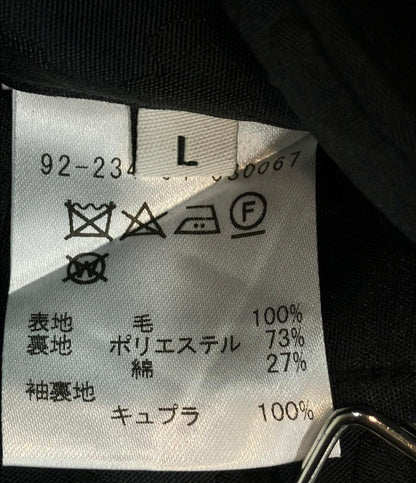 L
92-234
030067
F
W
表地 毛 100%
裏地 ポリエステル 73%
綿 27%
袖裏地
キュプラ 100%